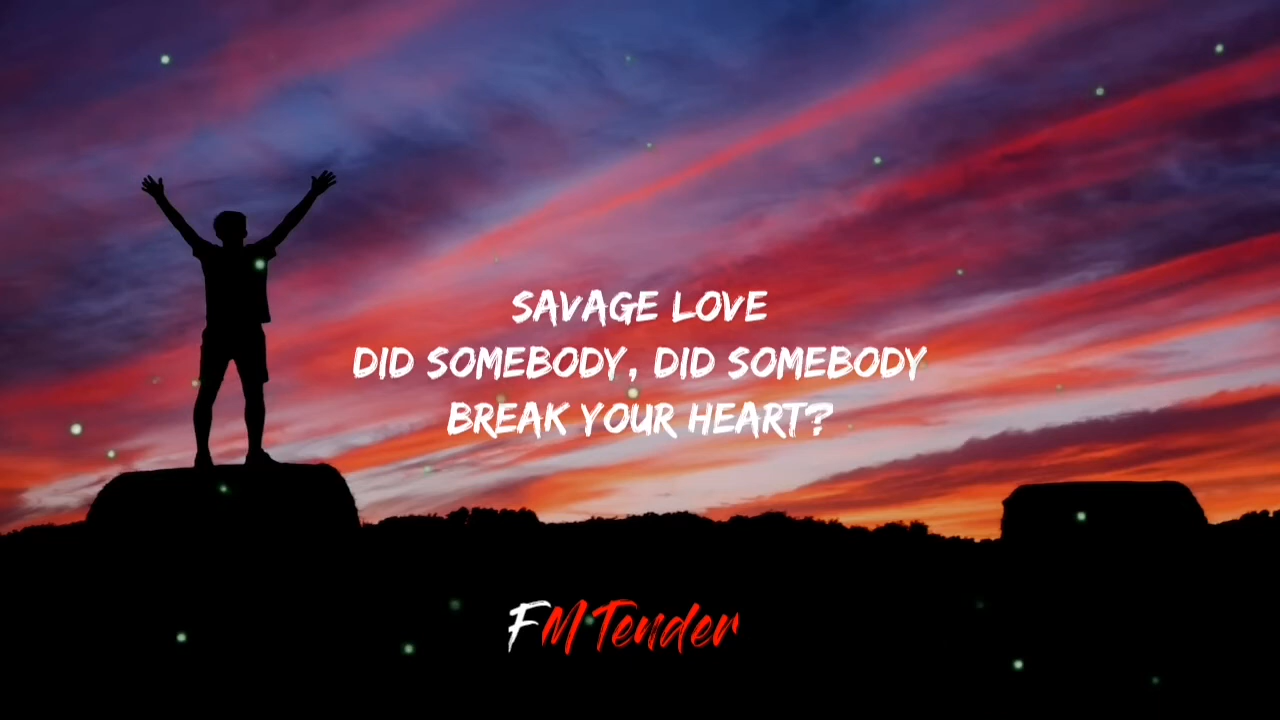 SAVAGE LOVE
DID SOMEBODY, DID SOMEBODY
BREAK YOUR HEART?
FM Tender